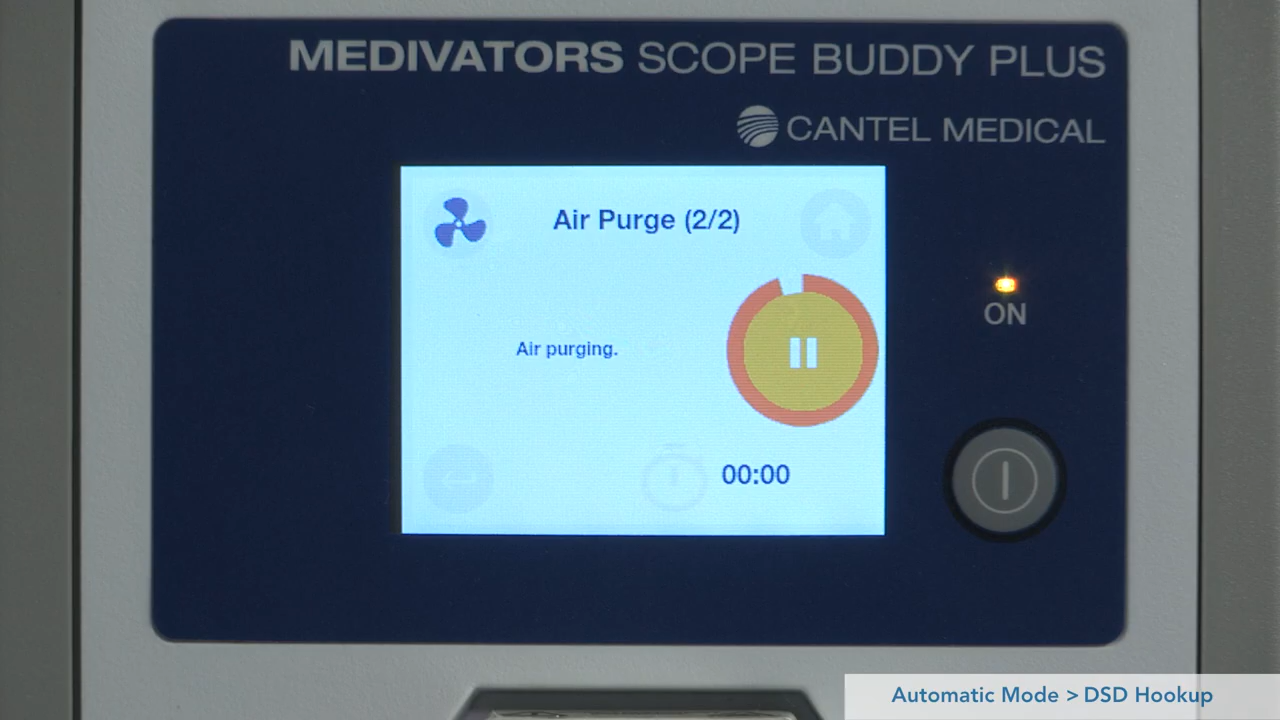 MEDIVATORS SCOPE BUDDY PLUS
CANTEL MEDICAL
Air Purge (2/2)
ON
Air purging.
00:00
Automatic Mode > DSD Hookup